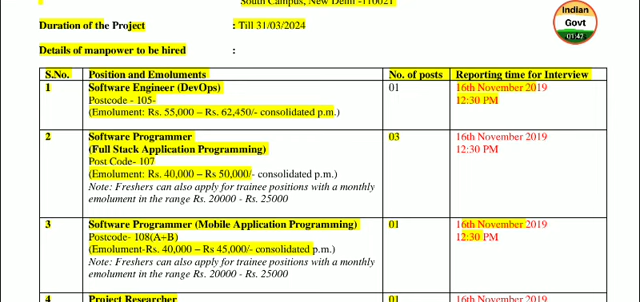 South Campus, New Delhi -110021
Indian
Govt
01:47
Duration of the Project : Till 31/03/2024
Details of manpower to be hired :
S.No. Position and Emoluments No. of posts Reporting time for Interview
1 Software Engineer (DevOps) 01 16th November 2019
Postcode - 105- 12:30 PM
(Emolument: Rs. 55,000 – Rs. 62,450/- consolidated p.m.)
2 Software Programmer 03 16th November 2019
(Full Stack Application Programming) 12:30 PM
Post Code- 107
(Emolument: Rs. 40,000 – Rs 50,000/- consolidated p.m.)
Note: Freshers can also apply for trainee positions with a monthly
emolument in the range Rs. 20000 - Rs. 25000
3 Software Programmer (Mobile Application Programming) 01 16th November 2019
Postcode- 108(A+B) 12:30 PM
(Emolument-Rs. 40,000 – Rs 45,000/- consolidated p.m.)
Note: Freshers can also apply for trainee positions with a monthly
emolument in the range Rs. 20000 - Rs. 25000
4 Project Researcher 01 16th November 2019